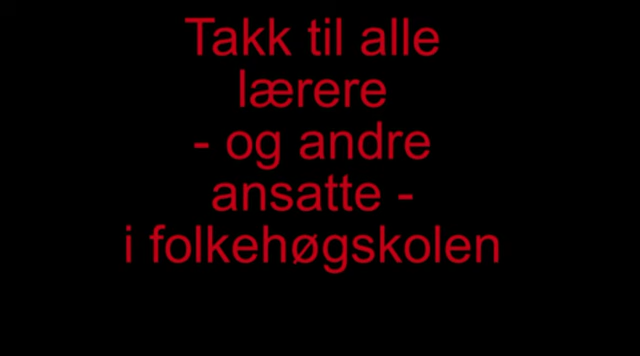 Takk til alle
lærere
- og andre
ansatte -
i folkehøgskolen